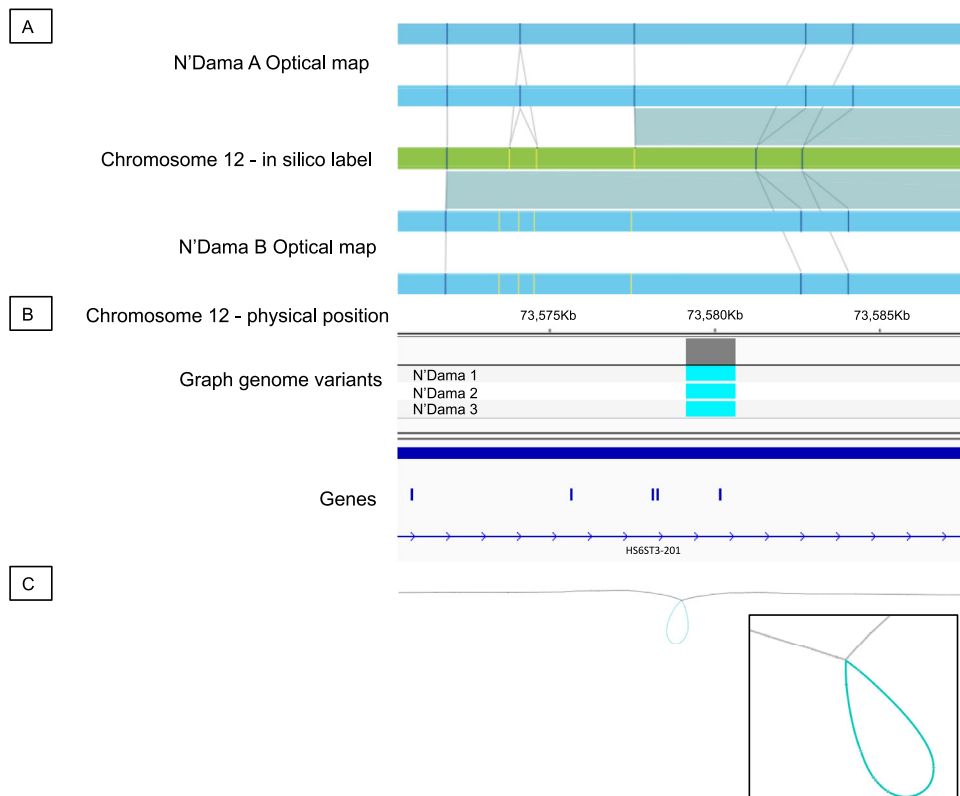 A
N'Dama A Optical map
Chromosome 12 - in silico label
N'Dama B Optical map
B
Chromosome 12 - physical position
73,575Kb 73,580Kb 73,585Kb
Graph genome variants
N'Dama 1
N'Dama 2
N'Dama 3
Genes
HS6ST3-201
C